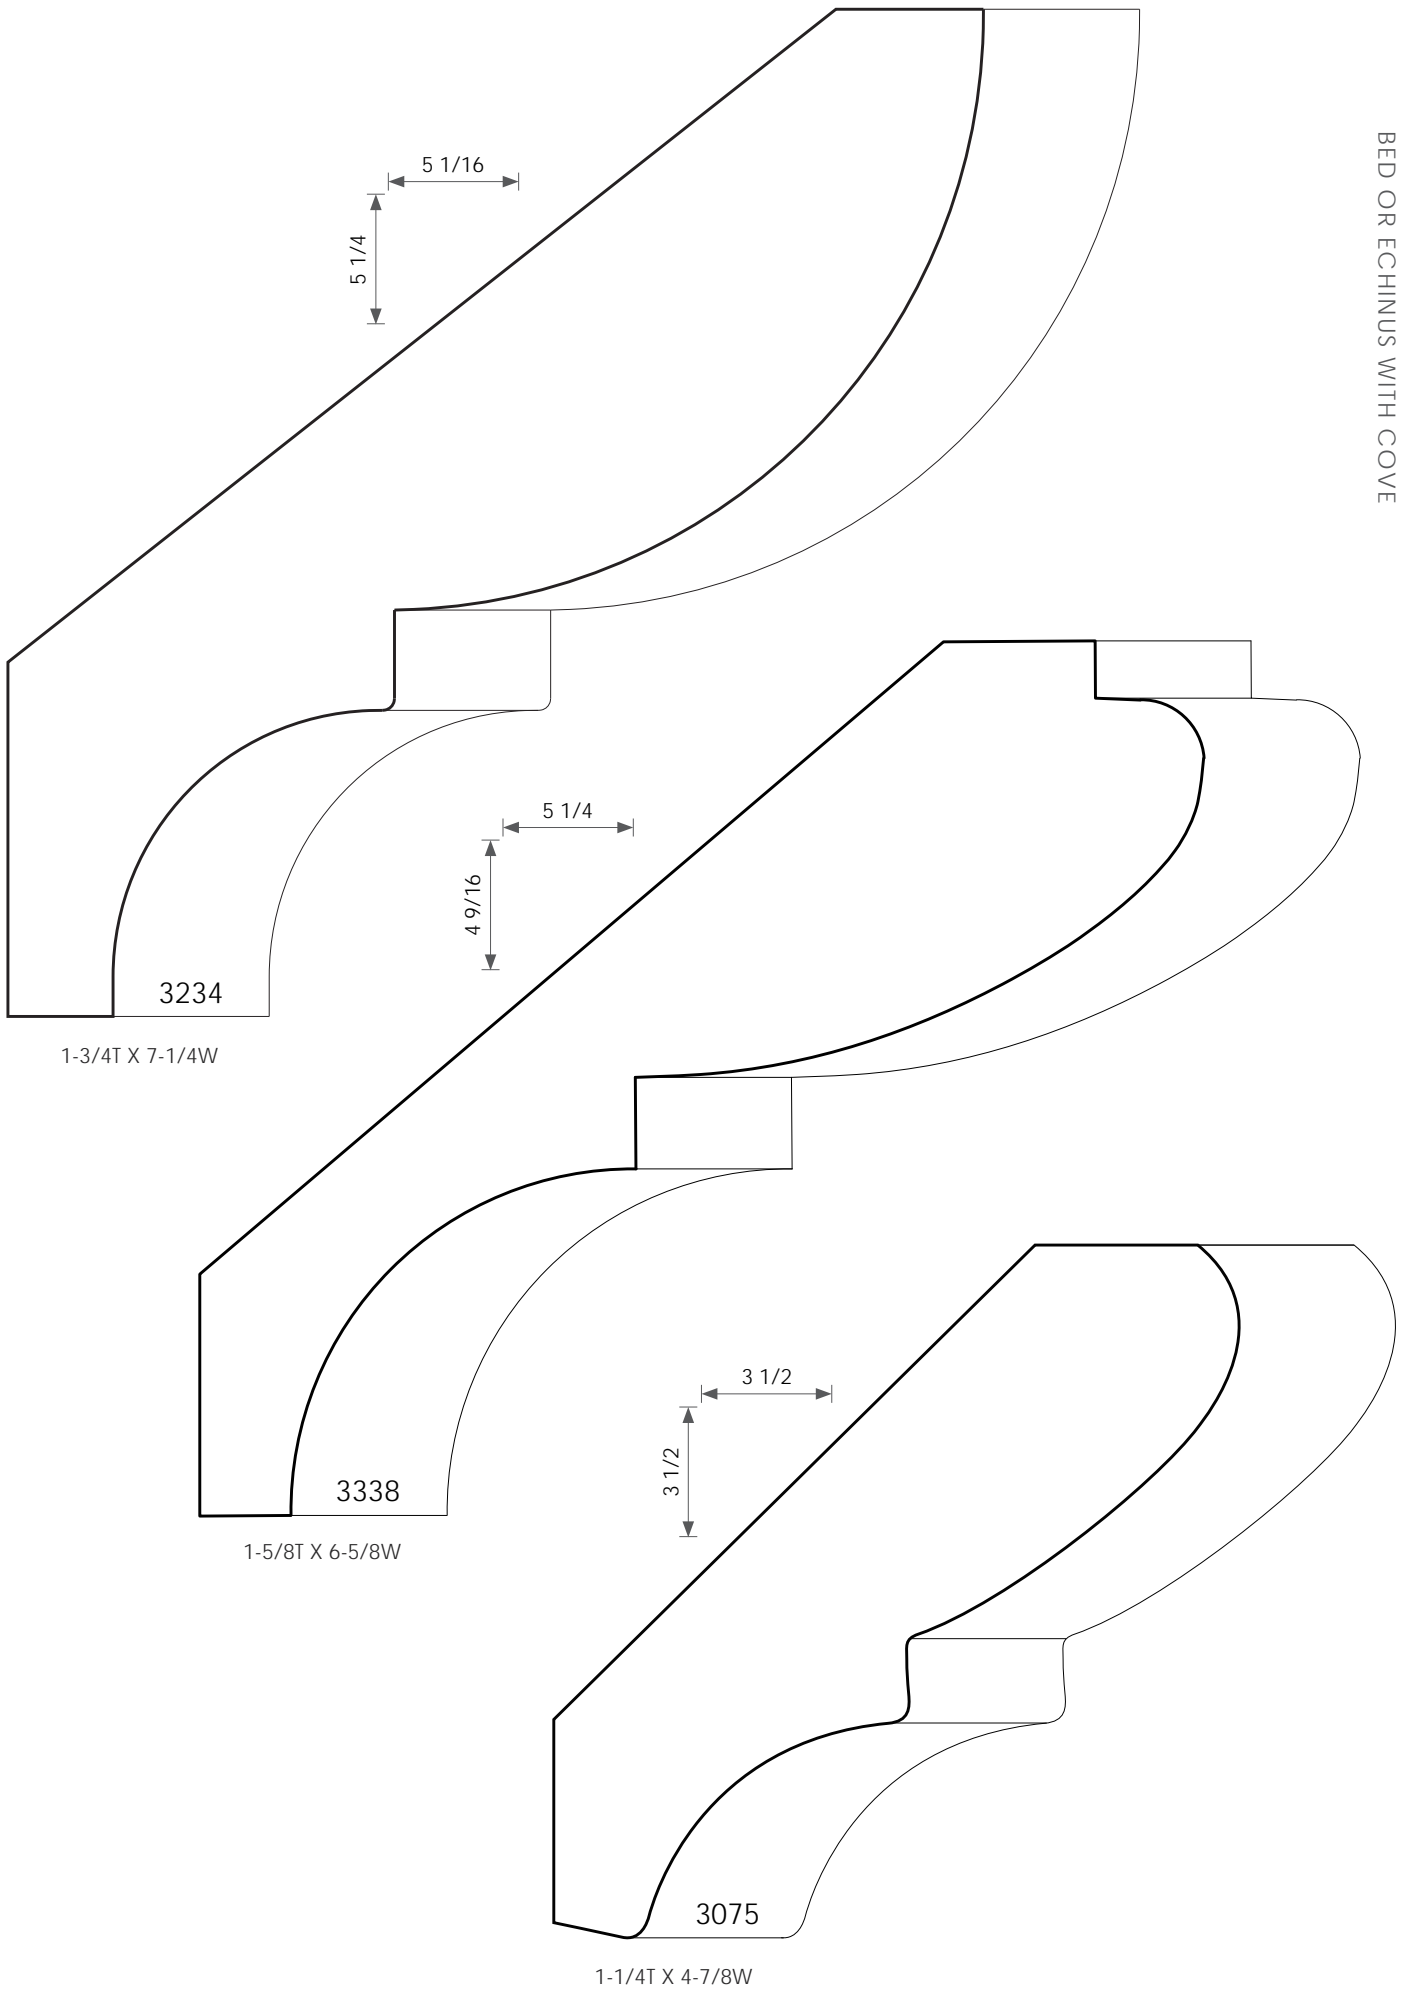 BED OR ECHINUS WITH COVE
5 1/16
5 1/4
3234
1-3/4T X 7-1/4W
5 1/4
4 9/16
3338
1-5/8T X 6-5/8W
3 1/2
3 1/2
3075
1-1/4T X 4-7/8W